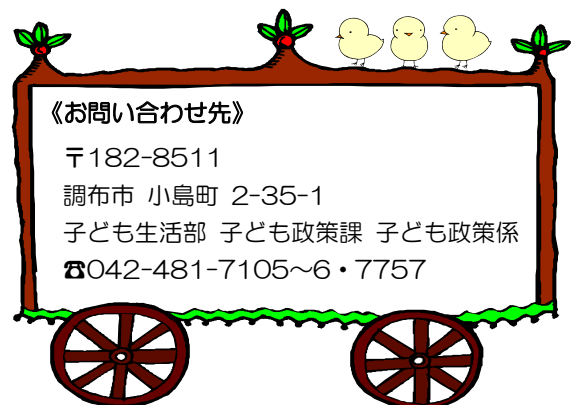 《お問い合わせ先》
〒182-8511
調布市 小島町 2-35-1
子ども生活部 子ども政策課 子ども政策係
☎042-481-7105～6・7757